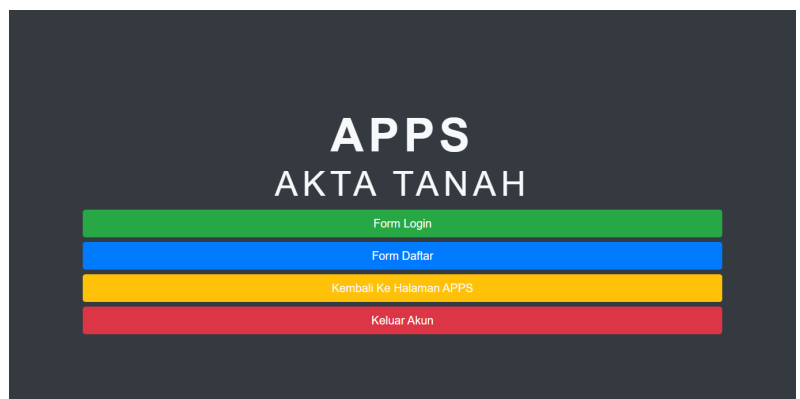 APPS
AKTA TANAH
Form Login
Form Daftar
Kembali Ke Halaman APPS
Keluar Akun